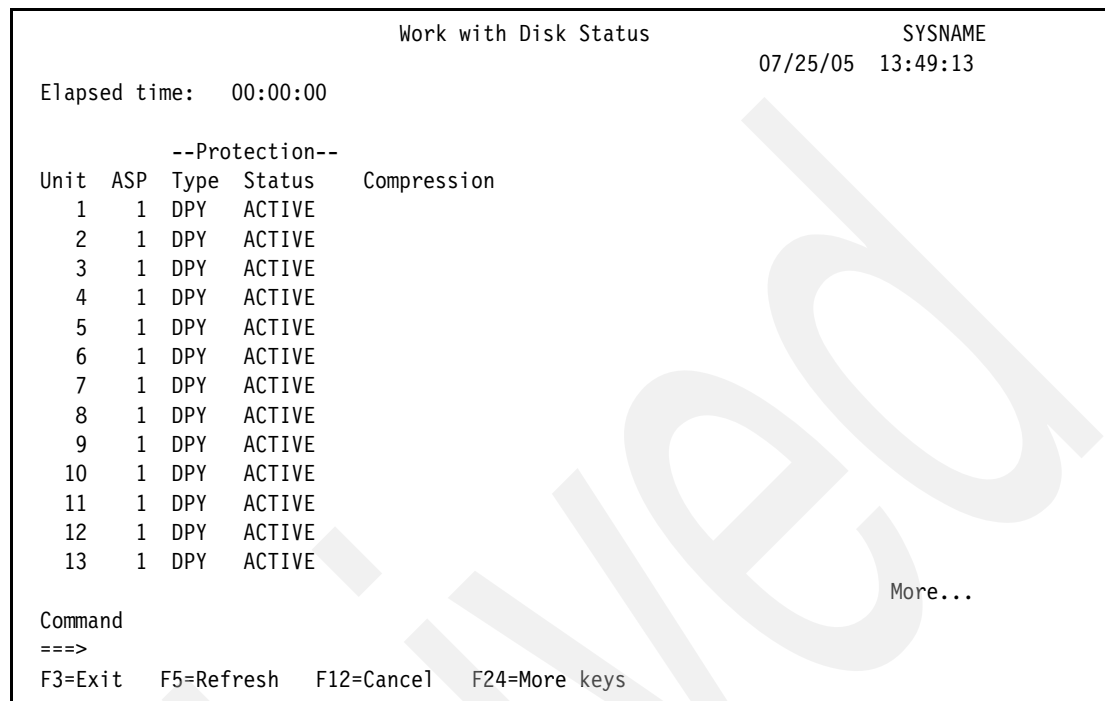 Work with Disk Status SYSNAME
07/25/05 13:49:13
Elapsed time: 00:00:00
--Protection--
Unit ASP Type Status Compression
1 1 DPY ACTIVE
2 1 DPY ACTIVE
3 1 DPY ACTIVE
4 1 DPY ACTIVE
5 1 DPY ACTIVE
6 1 DPY ACTIVE
7 1 DPY ACTIVE
8 1 DPY ACTIVE
9 1 DPY ACTIVE
10 1 DPY ACTIVE
11 1 DPY ACTIVE
12 1 DPY ACTIVE
13 1 DPY ACTIVE
More...
Command
===>
F3=Exit F5=Refresh F12=Cancel F24=More keys
ived